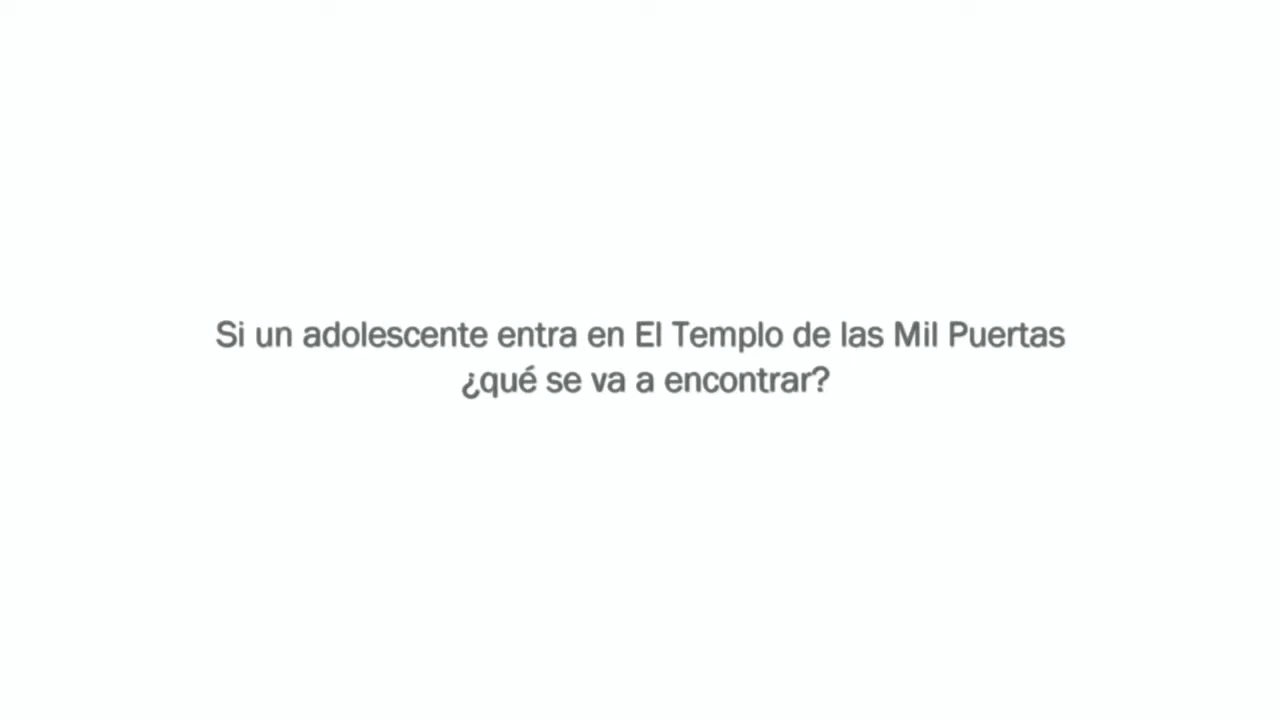 Si un adolescente entra en El Templo de las Mil Puertas
¿qué se va a encontrar?